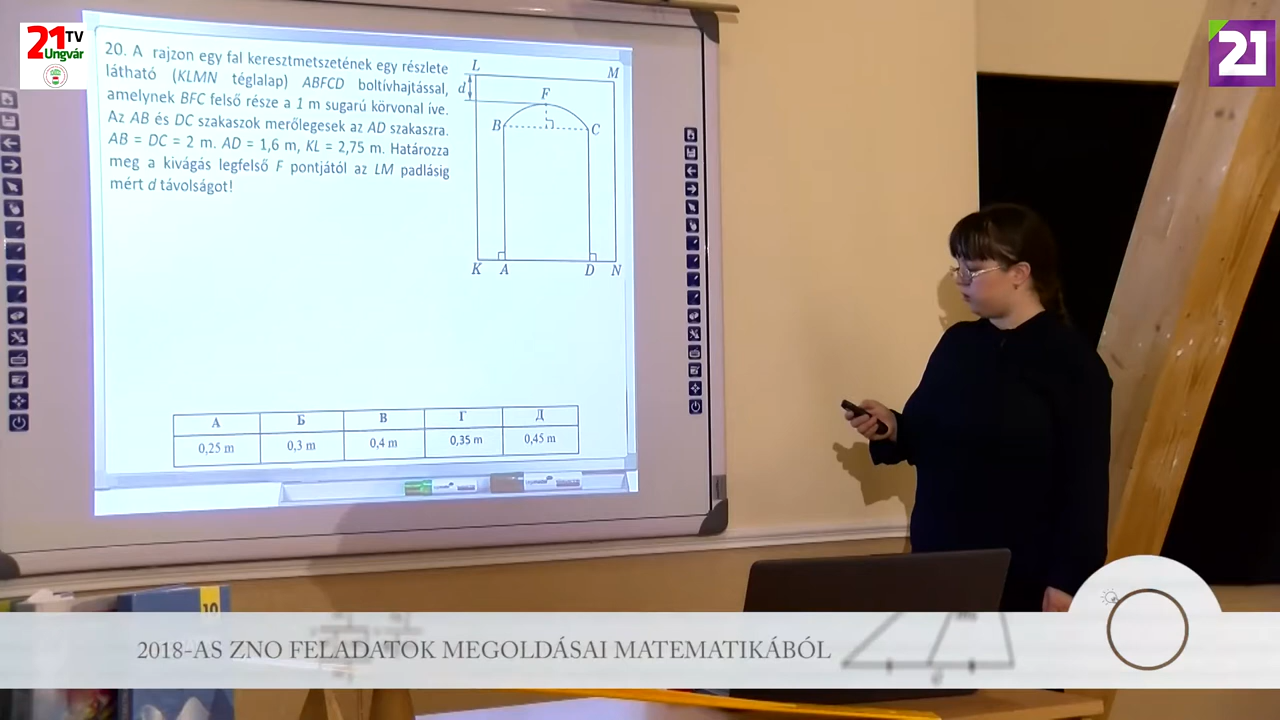 21 TV
Ungvár
21
20. A rajzon egy fal keresztmetszetének egy részlete
látható (KLMN téglalap) ABFCD boltívhajtással,
amelynek BFC felső része a 1 m sugarú körvonal íve.
Az AB és DC szakaszok merőlegesek az AD szakaszra.
AB = DC = 2 m. AD = 1,6 m, KL = 2,75 m. Határozza
meg a kivágás legfelső F pontjától az LM padlásig
mért d távolságot!
L M
d
F
B C
K A D N
А Б В Г Д
0,25 m 0,3 m 0,4 m 0,35 m 0,45 m
10
2018-AS ZNO FELADATOK MEGOLDÁSAI MATEMATIKÁBÓL